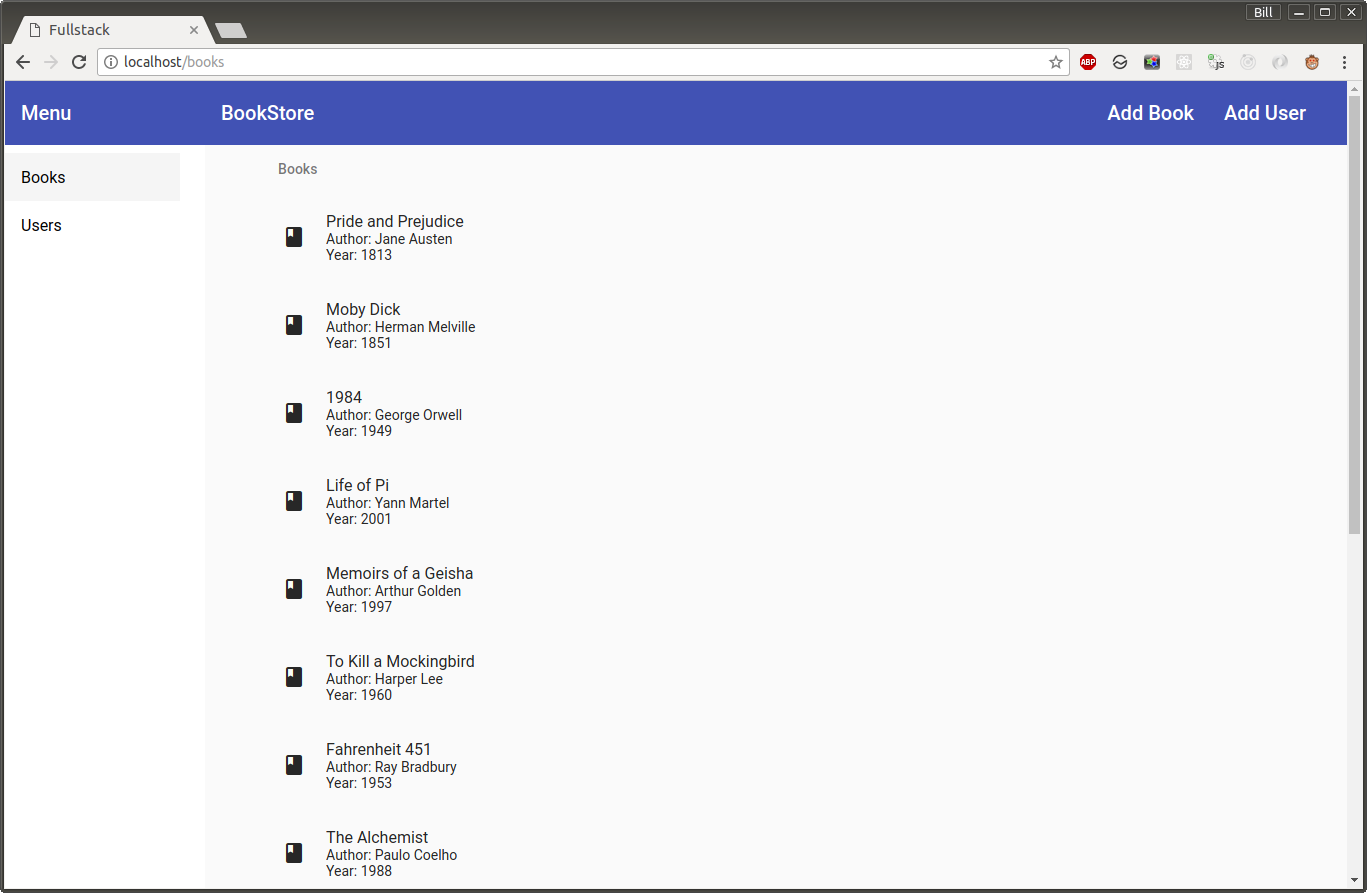 Bill
Fullstack
localhost/books
ABP
js
Menu
BookStore
Add Book
Add User
Books
Users
Books
Pride and Prejudice
Author: Jane Austen
Year: 1813
Moby Dick
Author: Herman Melville
Year: 1851
1984
Author: George Orwell
Year: 1949
Life of Pi
Author: Yann Martel
Year: 2001
Memoirs of a Geisha
Author: Arthur Golden
Year: 1997
To Kill a Mockingbird
Author: Harper Lee
Year: 1960
Fahrenheit 451
Author: Ray Bradbury
Year: 1953
The Alchemist
Author: Paulo Coelho
Year: 1988